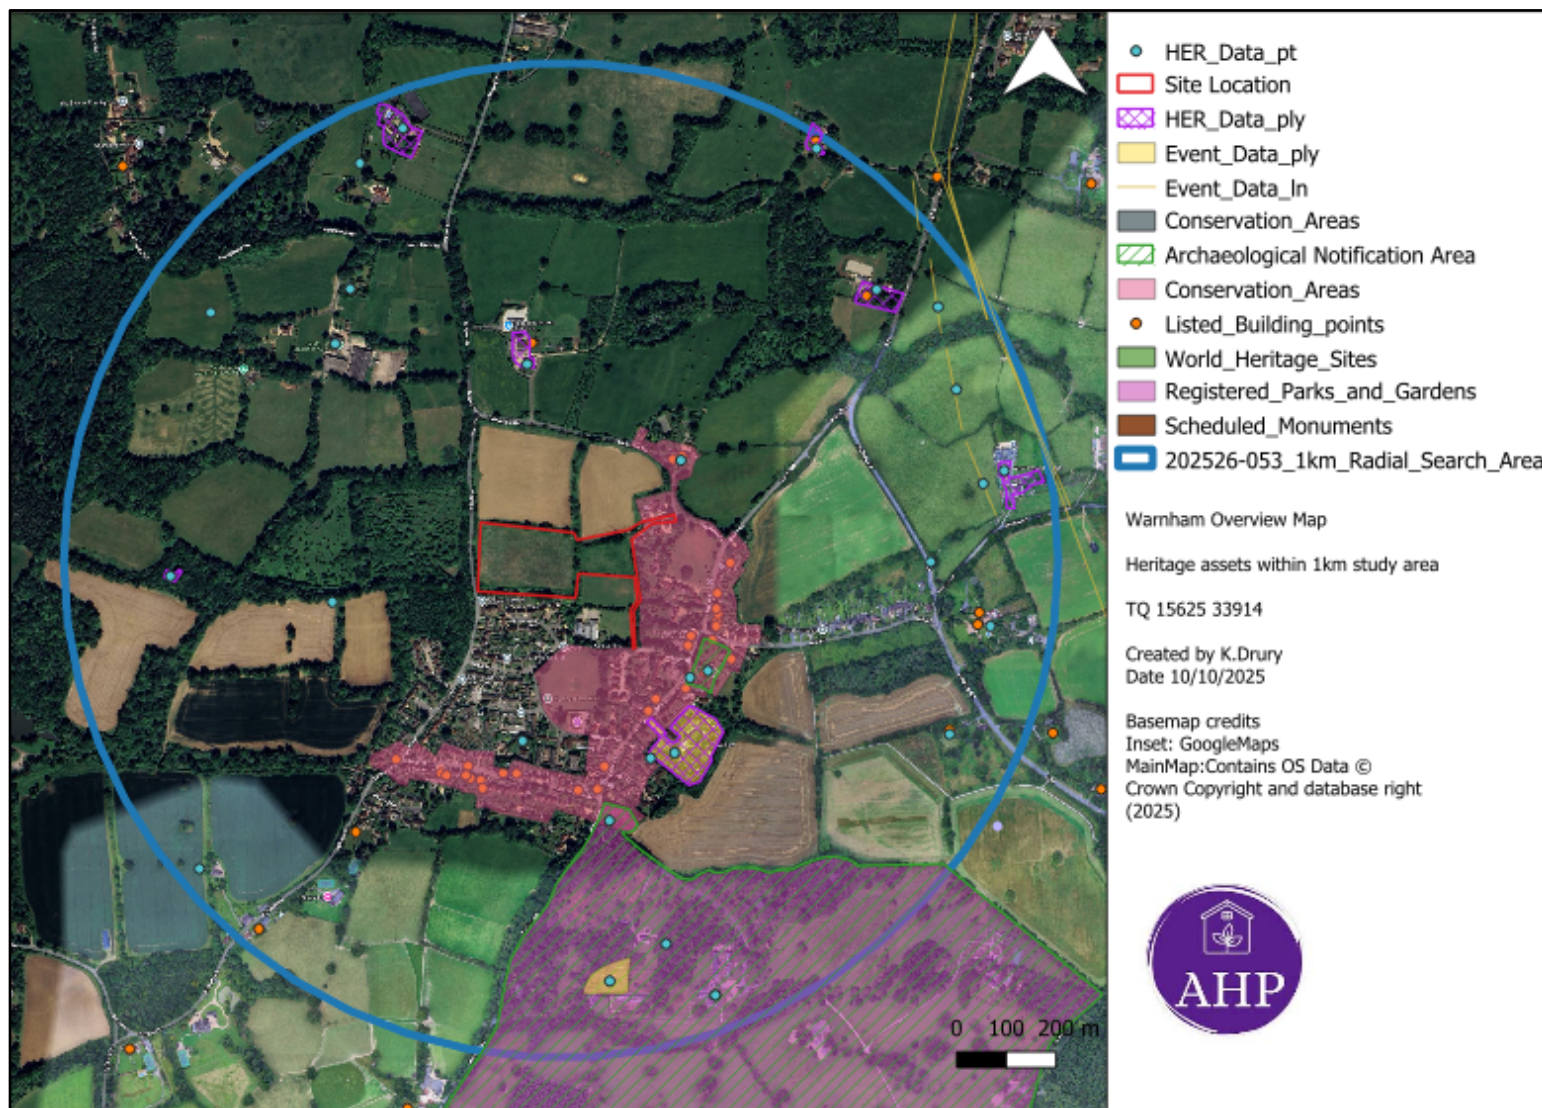 HER_Data_pt
Site Location
HER_Data_ply
Event_Data_ply
Event_Data_ln
Conservation_Areas
Archaeological Notification Area
Conservation_Areas
Listed_Building_points
World_Heritage_Sites
Registered_Parks_and_Gardens
Scheduled_Monuments
202526-053_1km_Radial_Search_Area
Warnham Overview Map
Heritage assets within 1km study area
TQ 15625 33914
Created by K.Drury
Date 10/10/2025
Basemap credits
Inset: GoogleMaps
MainMap:Contains OS Data ©
Crown Copyright and database right
(2025)
AHP
0 100 200 m